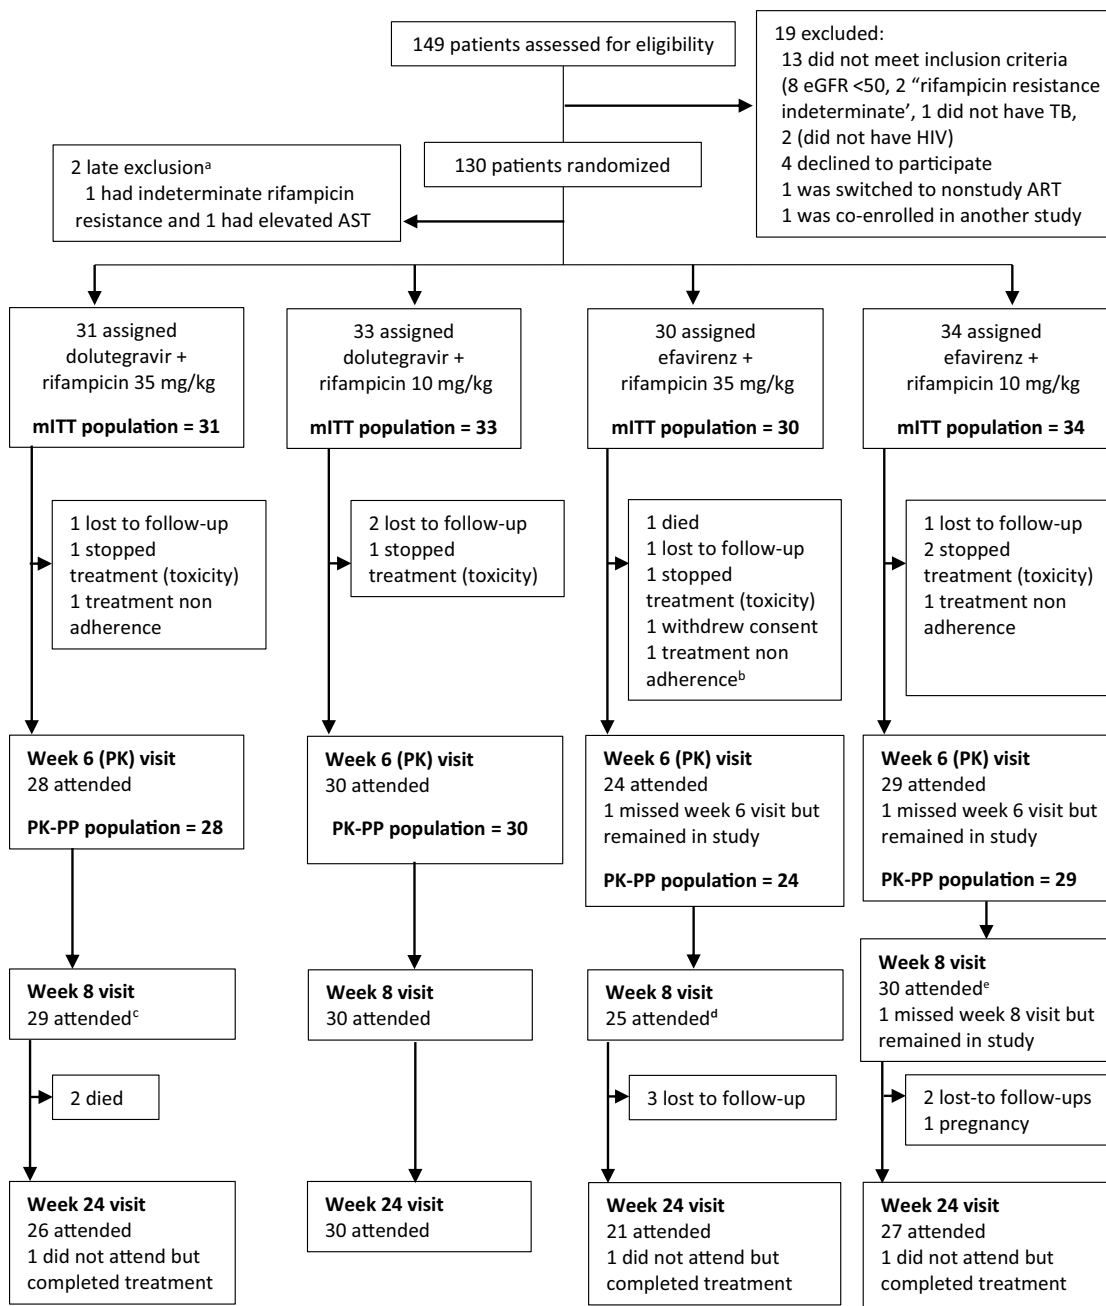 149 patients assessed for eligibility
19 excluded:
13 did not meet inclusion criteria
(8 eGFR <50, 2 “rifampicin resistance
indeterminate’, 1 did not have TB,
2 (did not have HIV)
4 declined to participate
1 was switched to nonstudy ART
1 was co-enrolled in another study
130 patients randomized
2 late exclusionᵃ
1 had indeterminate rifampicin
resistance and 1 had elevated AST
31 assigned
dolutegravir +
rifampicin 35 mg/kg
mITT population = 31
33 assigned
dolutegravir +
rifampicin 10 mg/kg
mITT population = 33
30 assigned
efavirenz +
rifampicin 35 mg/kg
mITT population = 30
34 assigned
efavirenz +
rifampicin 10 mg/kg
mITT population = 34
1 lost to follow-up
1 stopped
treatment (toxicity)
1 treatment non
adherence
2 lost to follow-up
1 stopped
treatment (toxicity)
1 died
1 lost to follow-up
1 stopped
treatment (toxicity)
1 withdrew consent
1 treatment non
adherenceᵇ
1 lost to follow-up
2 stopped
treatment (toxicity)
1 treatment non
adherence
Week 6 (PK) visit
28 attended
PK-PP population = 28
Week 6 (PK) visit
30 attended
PK-PP population = 30
Week 6 (PK) visit
24 attended
1 missed week 6 visit but
remained in study
PK-PP population = 24
Week 6 (PK) visit
29 attended
1 missed week 6 visit but
remained in study
PK-PP population = 29
Week 8 visit
29 attendedᶜ
Week 8 visit
30 attended
Week 8 visit
25 attendedᵈ
Week 8 visit
30 attendedᵉ
1 missed week 8 visit but
remained in study
2 died
3 lost to follow-up
2 lost-to follow-ups
1 pregnancy
Week 24 visit
26 attended
1 did not attend but
completed treatment
Week 24 visit
30 attended
Week 24 visit
21 attended
1 did not attend but
completed treatment
Week 24 visit
27 attended
1 did not attend but
completed treatment